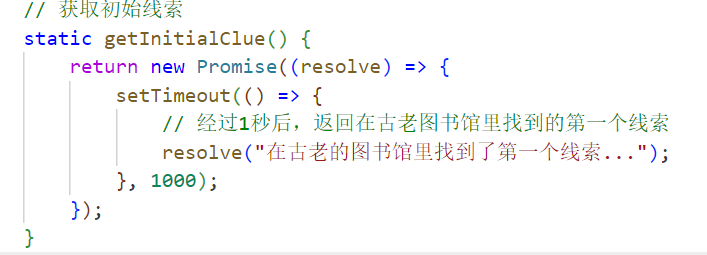 // 获取初始线索
static getInitialClue() {
    return new Promise((resolve) => {
        setTimeout(() => {
            // 经过1秒后，返回在古老图书馆里找到的第一个线索
            resolve("在古老的图书馆里找到了第一个线索...");
        }, 1000);
    });
}